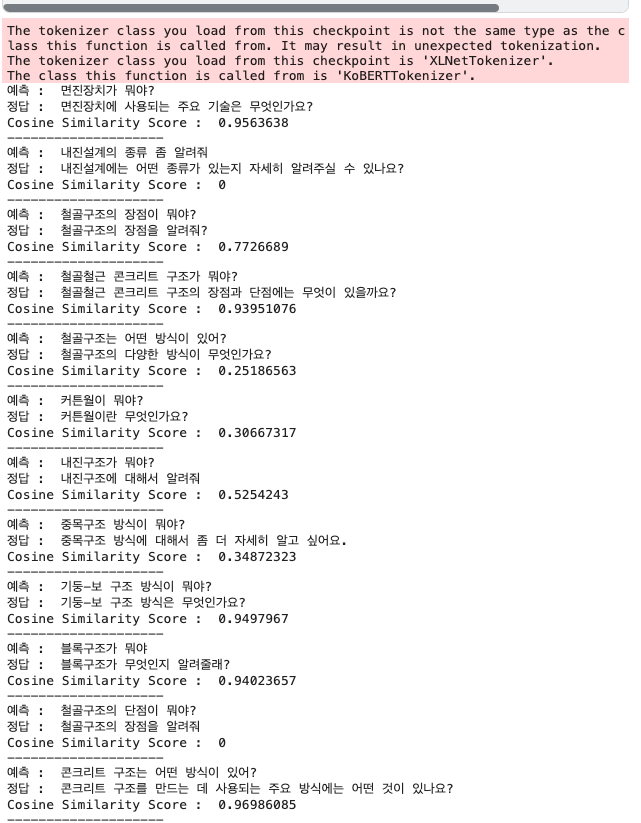 The tokenizer class you load from this checkpoint is not the same type as the c
lass this function is called from. It may result in unexpected tokenization.
The tokenizer class you load from this checkpoint is 'XLNetTokenizer'.
The class this function is called from is 'KoBERTTokenizer'.
예측 :  면진장치가 뭐야?
정답 :  면진장치에 사용되는 주요 기술은 무엇인가요?
Cosine Similarity Score :  0.9563638
--------------------
예측 :  내진설계의 종류 좀 알려줘
정답 :  내진설계에는 어떤 종류가 있는지 자세히 알려주실 수 있나요?
Cosine Similarity Score :  0
--------------------
예측 :  철골구조의 장점이 뭐야?
정답 :  철골구조의 장점을 알려줘?
Cosine Similarity Score :  0.7726689
--------------------
예측 :  철골철근 콘크리트 구조가 뭐야?
정답 :  철골철근 콘크리트 구조의 장점과 단점에는 무엇이 있을까요?
Cosine Similarity Score :  0.93951076
--------------------
예측 :  철골구조는 어떤 방식이 있어?
정답 :  철골구조의 다양한 방식이 무엇인가요?
Cosine Similarity Score :  0.25186563
--------------------
예측 :  커튼월이 뭐야?
정답 :  커튼월이란 무엇인가요?
Cosine Similarity Score :  0.30667317
--------------------
예측 :  내진구조가 뭐야?
정답 :  내진구조에 대해서 알려줘
Cosine Similarity Score :  0.5254243
--------------------
예측 :  중목구조 방식이 뭐야?
정답 :  중목구조 방식에 대해서 좀 더 자세히 알고 싶어요.
Cosine Similarity Score :  0.34872323
--------------------
예측 :  기둥-보 구조 방식이 뭐야?
정답 :  기둥-보 구조 방식은 무엇인가요?
Cosine Similarity Score :  0.9497967
--------------------
예측 :  블록구조가 뭐야
정답 :  블록구조가 무엇인지 알려줄래?
Cosine Similarity Score :  0.94023657
--------------------
예측 :  철골구조의 단점이 뭐야?
정답 :  철골구조의 장점을 알려줘
Cosine Similarity Score :  0
--------------------
예측 :  콘크리트 구조는 어떤 방식이 있어?
정답 :  콘크리트 구조를 만드는 데 사용되는 주요 방식에는 어떤 것이 있나요?
Cosine Similarity Score :  0.96986085
--------------------